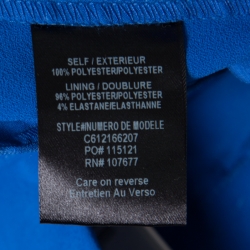 SELF / EXTERIEUR
100% POLYESTER/POLYESTER
LINING / DOUBLURE
96% POLYESTER/POLYESTER
4% ELASTANE/ELASTHANNE
STYLE#NUMERO DE MODELE
C612166207
PO# 115121
RN# 107677
Care on reverse
Entretien Au Verso